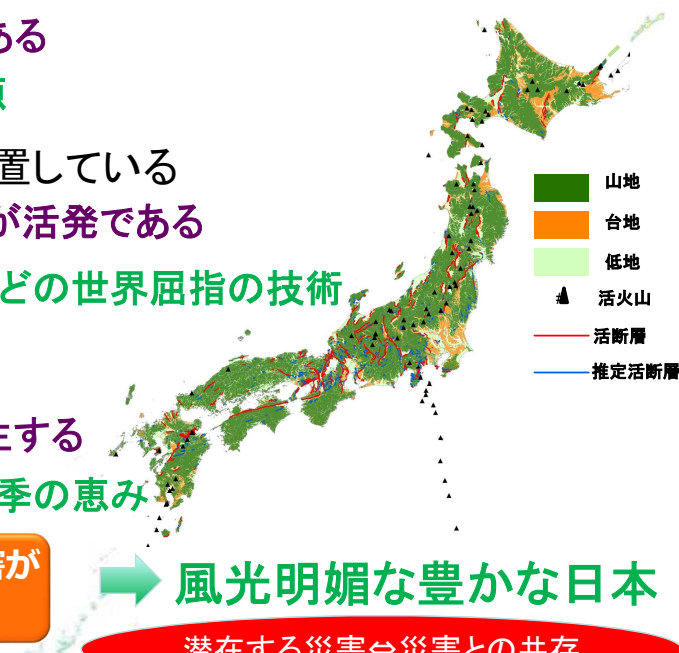 ある
置している
が活発である
どの世界屈指の技術
生する
季の恵み
害が
風光明媚な豊かな日本
潜在する災害⇔災害との共存
山地
台地
低地
活火山
活断層
推定活断層